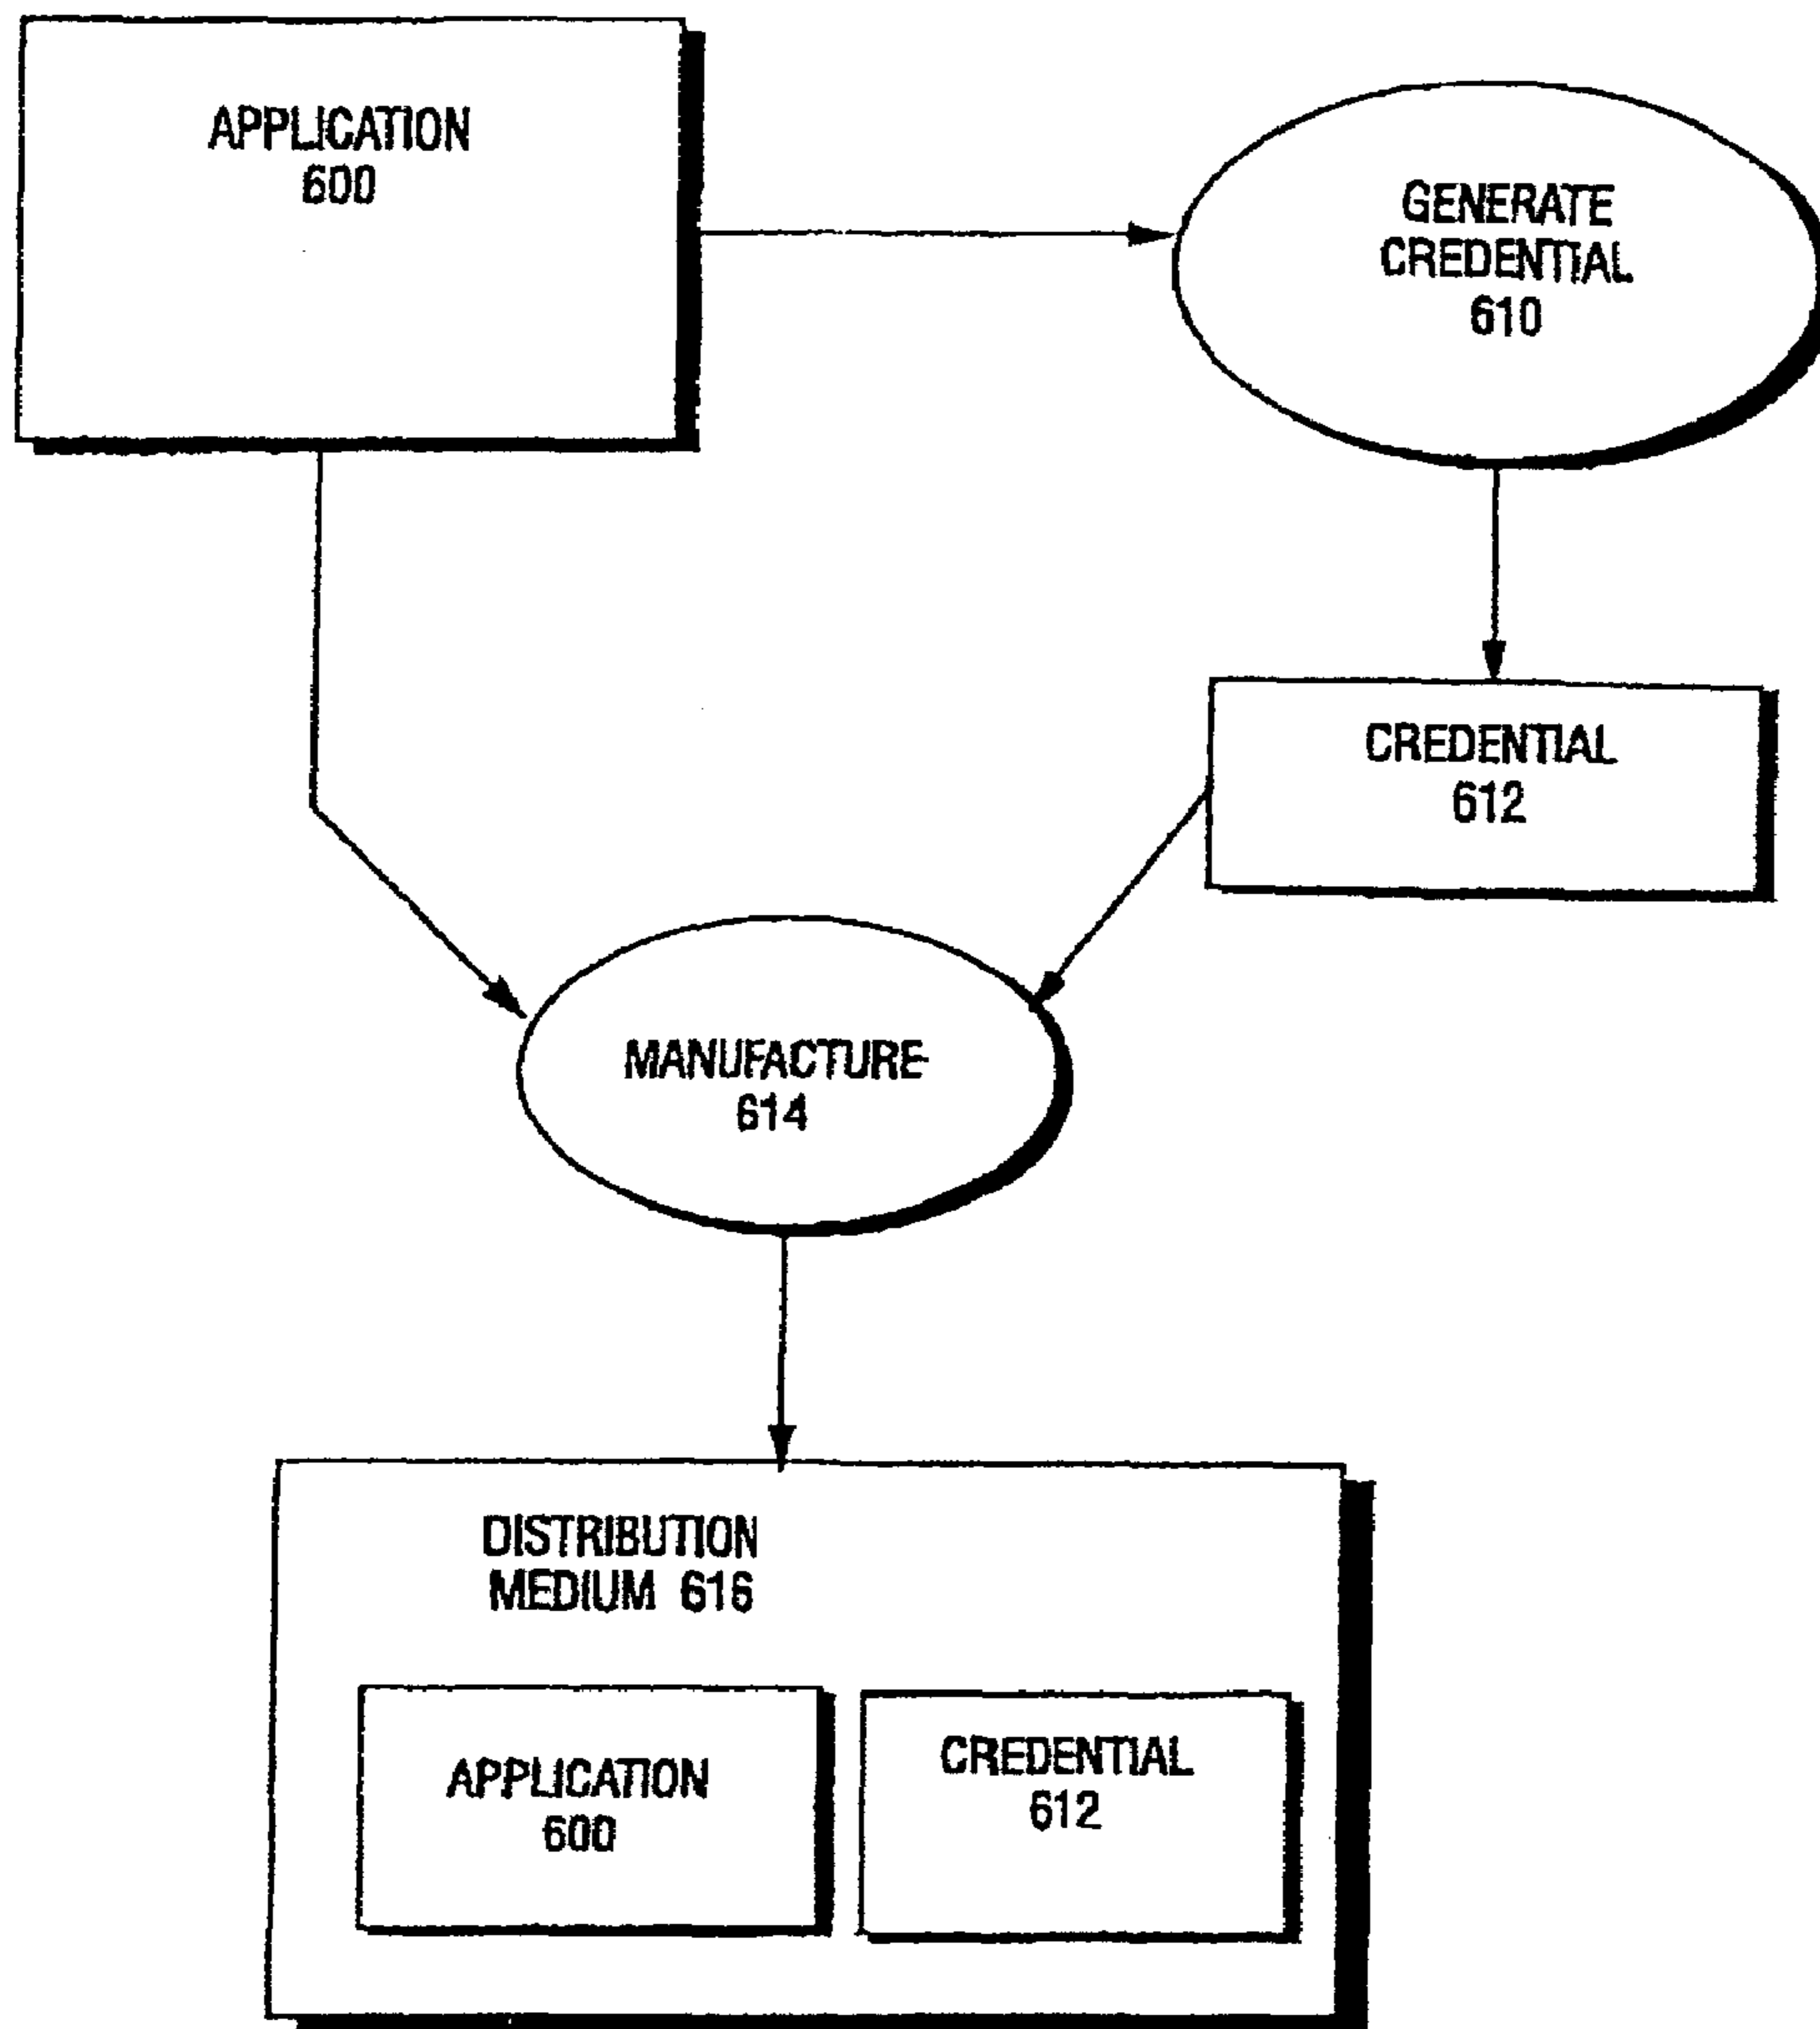 APPLICATION
600
GENERATE
CREDENTIAL
610
CREDENTIAL
612
MANUFACTURE
614
DISTRIBUTION
MEDIUM 616
APPLICATION
600
CREDENTIAL
612